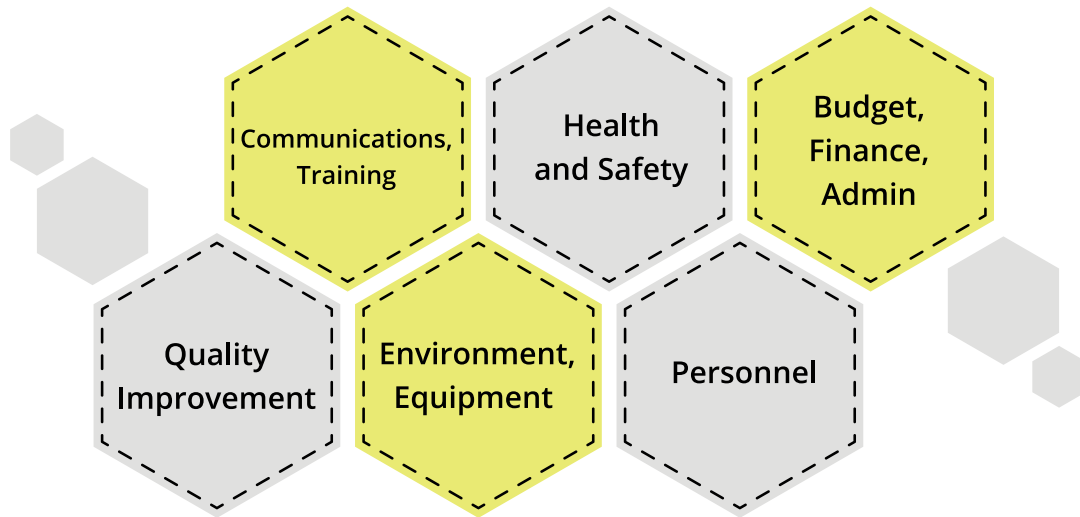 Communications,
Training
Health
and Safety
Budget,
Finance,
Admin
Quality
Improvement
Environment,
Equipment
Personnel